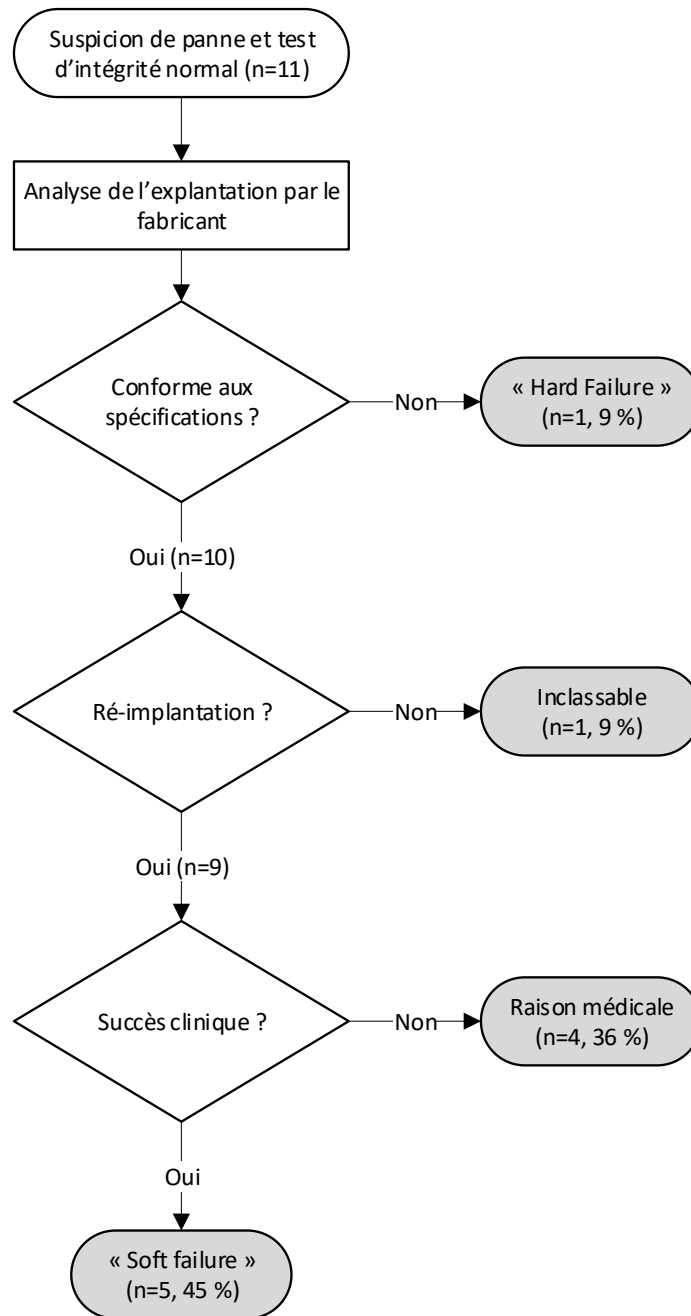 Suspicion de panne et test
d’intégrité normal (n=11)
Analyse de l’explantation par le
fabricant
Conforme aux
spécifications ?
Non
« Hard Failure »
(n=1, 9 %)
Oui (n=10)
Ré-implantation ?
Non
Inclassable
(n=1, 9 %)
Oui (n=9)
Succès clinique ?
Non
Raison médicale
(n=4, 36 %)
Oui
« Soft failure »
(n=5, 45 %)